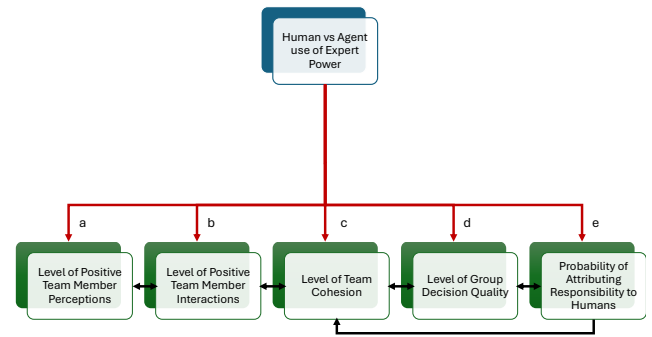 Human vs Agent
use of Expert
Power
a
b
c
d
e
Level of Positive
Team Member
Perceptions
Level of Positive
Team Member
Interactions
Level of Team
Cohesion
Level of Group
Decision Quality
Probability of
Attributing
Responsibility to
Humans